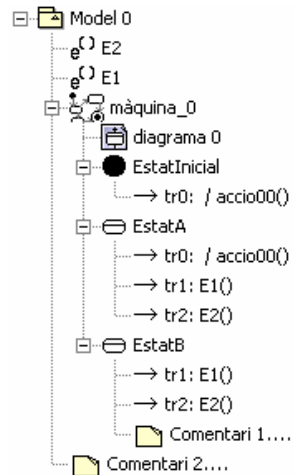 Model 0
e() E2
e() E1
màquina_0
diagrama 0
EstatInicial
tr0: / accio00()
EstatA
tr0: / accio00()
tr1: E1()
tr2: E2()
EstatB
tr1: E1()
tr2: E2()
Comentari 1....
Comentari 2....